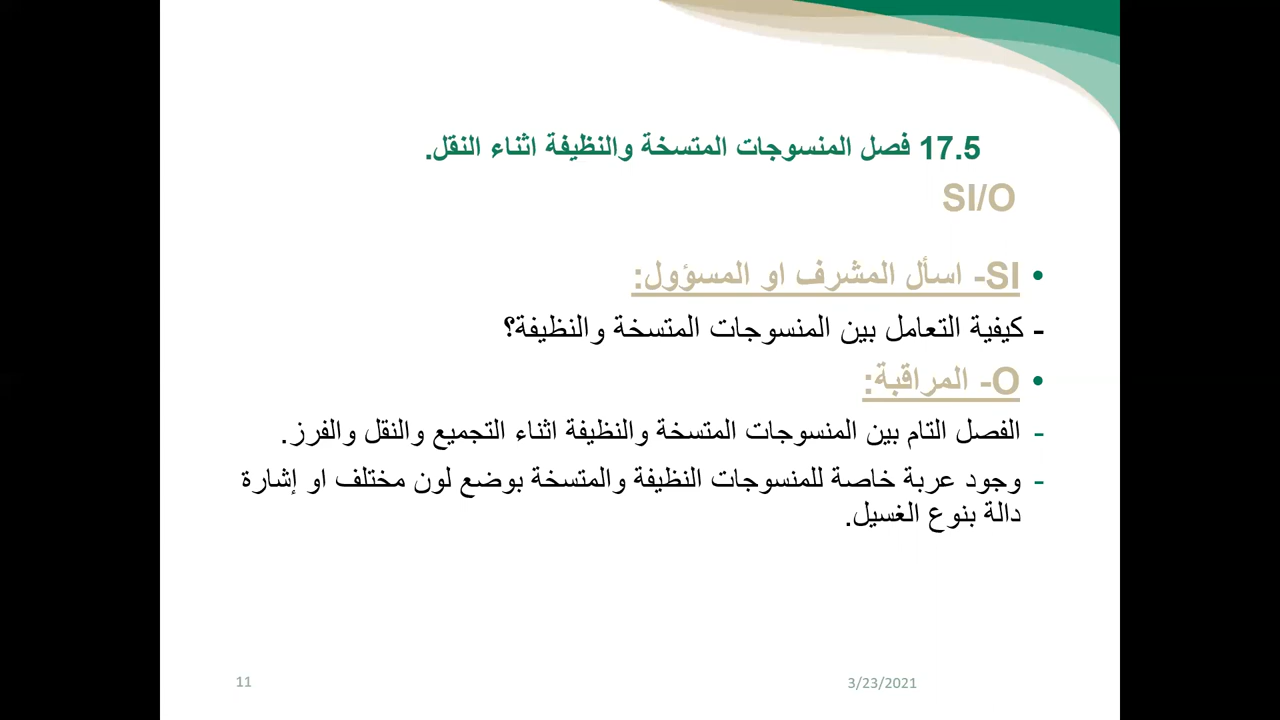 17.5 فصل المنسوجات المتسخة والنظيفة اثناء النقل.
SI/O
• SI- اسأل المشرف او المسؤول:
- كيفية التعامل بين المنسوجات المتسخة والنظيفة؟
• O- المراقبة:
- الفصل التام بين المنسوجات المتسخة والنظيفة اثناء التجميع والنقل والفرز.
- وجود عربة خاصة للمنسوجات النظيفة والمتسخة بوضع لون مختلف او إشارة
دالة بنوع الغسيل.
3/23/2021
11